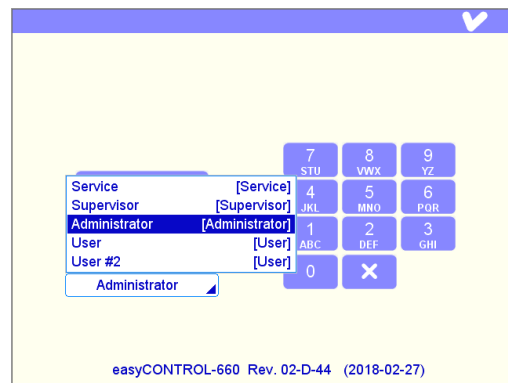 7 8 9
STU VWX YZ
Service [Service]
4 5 6
Supervisor [Supervisor]
JKL MNO PQR
Administrator [Administrator]
1 2 3
User [User]
ABC DEF GHI
User #2 [User]
0
Administrator
easyCONTROL-660 Rev. 02-D-44 (2018-02-27)